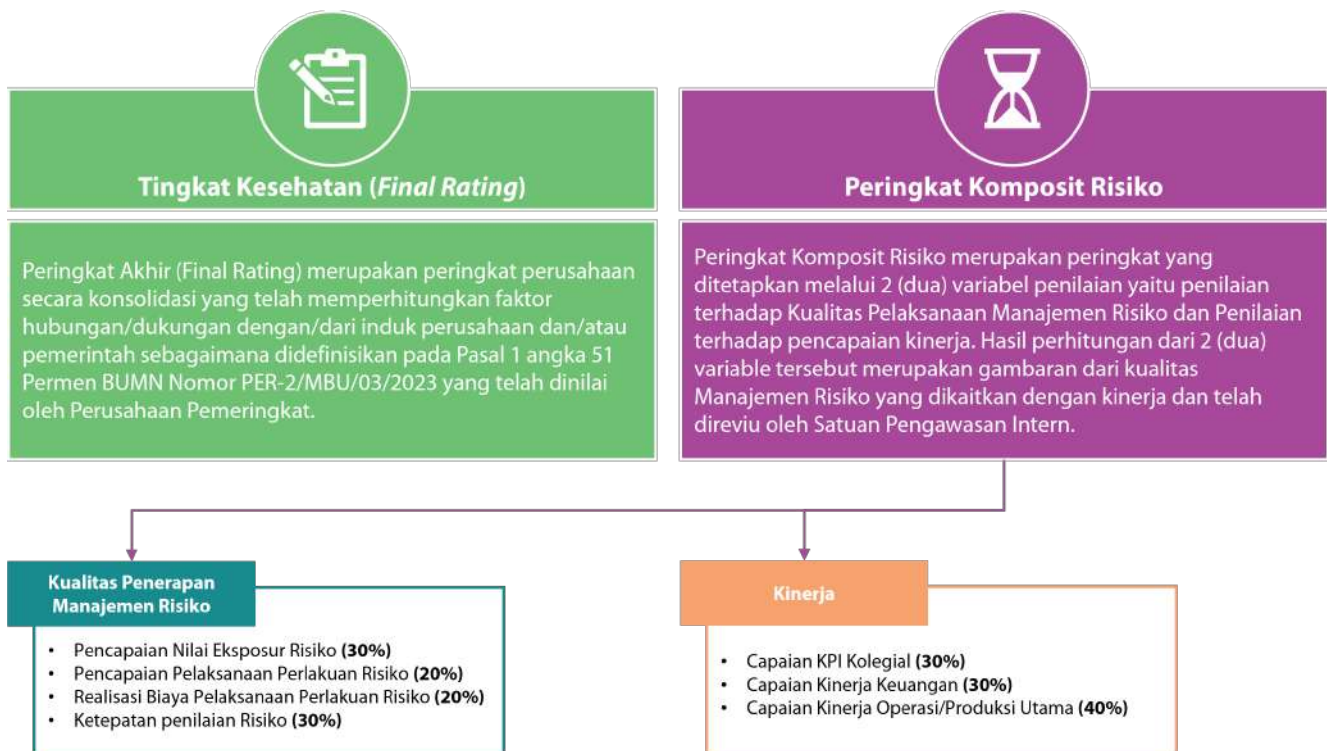 Tingkat Kesehatan (Final Rating)
Peringkat Akhir (Final Rating) merupakan peringkat perusahaan
secara konsolidasi yang telah memperhitungkan faktor
hubungan/dukungan dengan/dari induk perusahaan dan/atau
pemerintah sebagaimana didefinisikan pada Pasal 1 angka 51
Permen BUMN Nomor PER-2/MBU/03/2023 yang telah dinilai
oleh Perusahaan Pemeringkat.
Peringkat Komposit Risiko
Peringkat Komposit Risiko merupakan peringkat yang
ditetapkan melalui 2 (dua) variabel penilaian yaitu penilaian
terhadap Kualitas Pelaksanaan Manajemen Risiko dan Penilaian
terhadap pencapaian kinerja. Hasil perhitungan dari 2 (dua)
variable tersebut merupakan gambaran dari kualitas
Manajemen Risiko yang dikaitkan dengan kinerja dan telah
direviu oleh Satuan Pengawasan Intern.
Kualitas Penerapan
Manajemen Risiko
• Pencapaian Nilai Eksposur Risiko (30%)
• Pencapaian Pelaksanaan Perlakuan Risiko (20%)
• Realisasi Biaya Pelaksanaan Perlakuan Risiko (20%)
• Ketepatan penilaian Risiko (30%)
Kinerja
• Capaian KPI Kolegial (30%)
• Capaian Kinerja Keuangan (30%)
• Capaian Kinerja Operasi/Produksi Utama (40%)